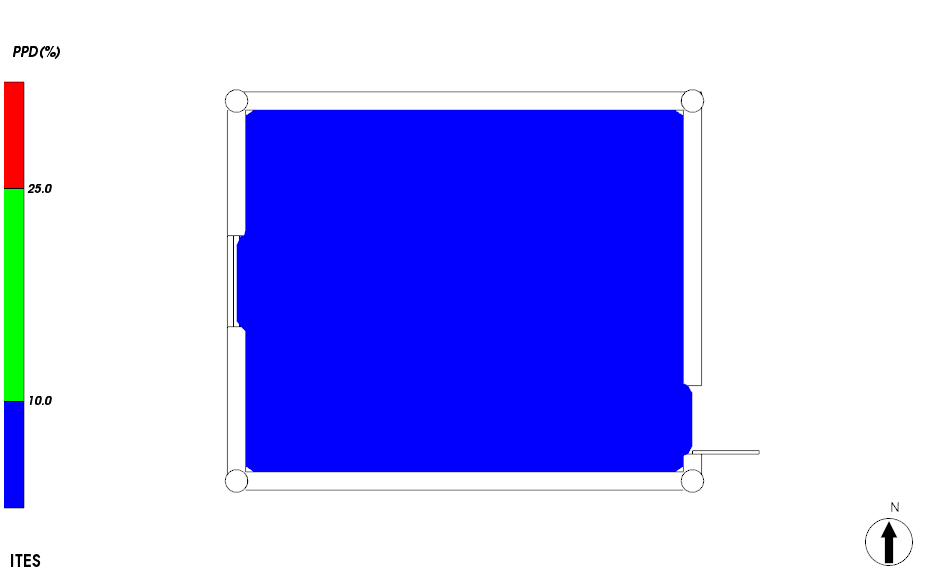 PPD(%)
25.0
10.0
N
ITES